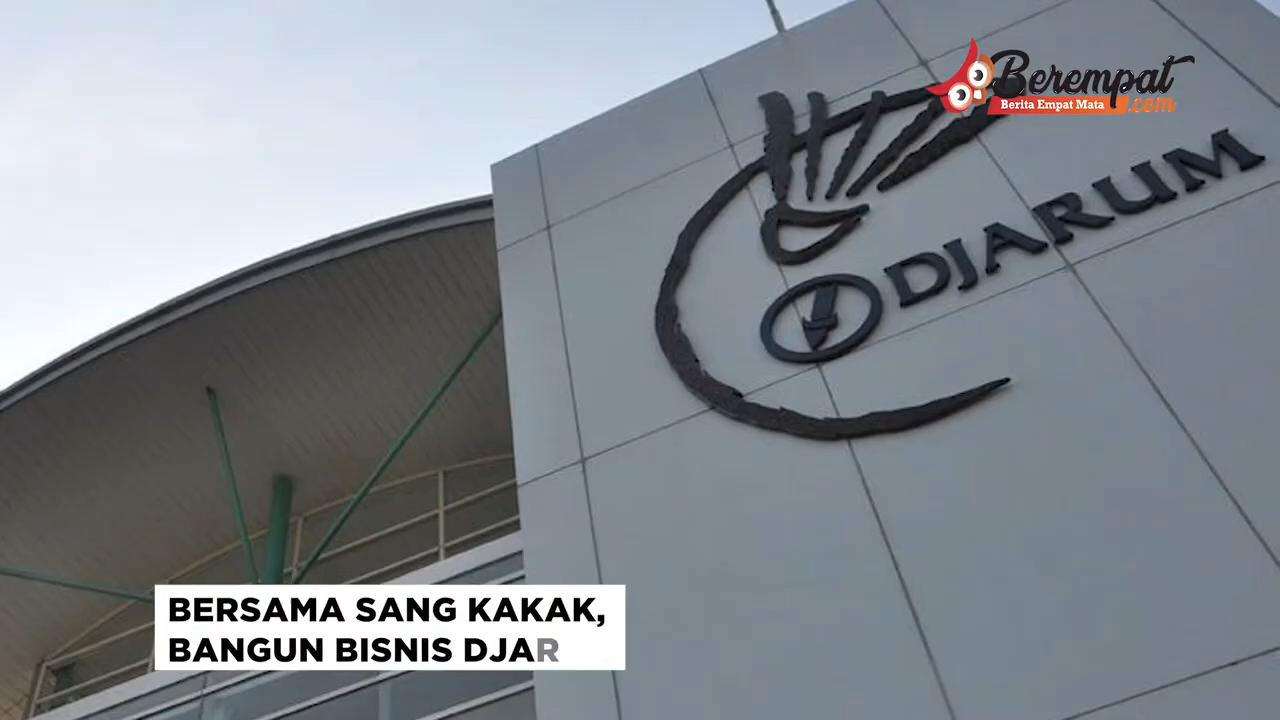 Berempat
Berita Empat Mata .com
DJARUM
BERSAMA SANG KAKAK,
BANGUN BISNIS DJAR